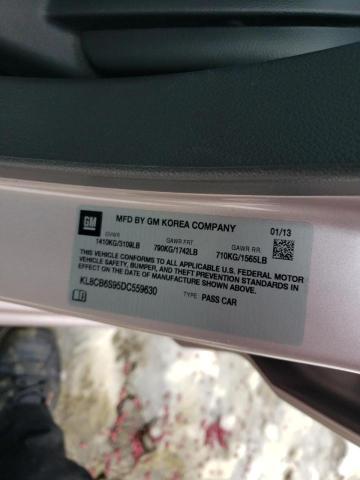 GM
MFD BY GM KOREA COMPANY 01/13
GVWR GAWR FRT GAWR RR
1410KG/3109LB 790KG/1742LB 710KG/1565LB
THIS VEHICLE CONFORMS TO ALL APPLICABLE U.S. FEDERAL MOTOR
VEHICLE SAFETY, BUMPER, AND THEFT PREVENTION STANDARDS IN
EFFECT ON THE DATE OF MANUFACTURE SHOWN ABOVE.
KL8CB6S95DC559630 TYPE: PASS CAR